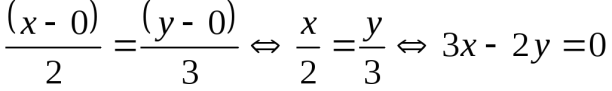 (x - 0)/2 = (y - 0)/3 ⇔ x/2 = y/3 ⇔ 3x - 2y = 0